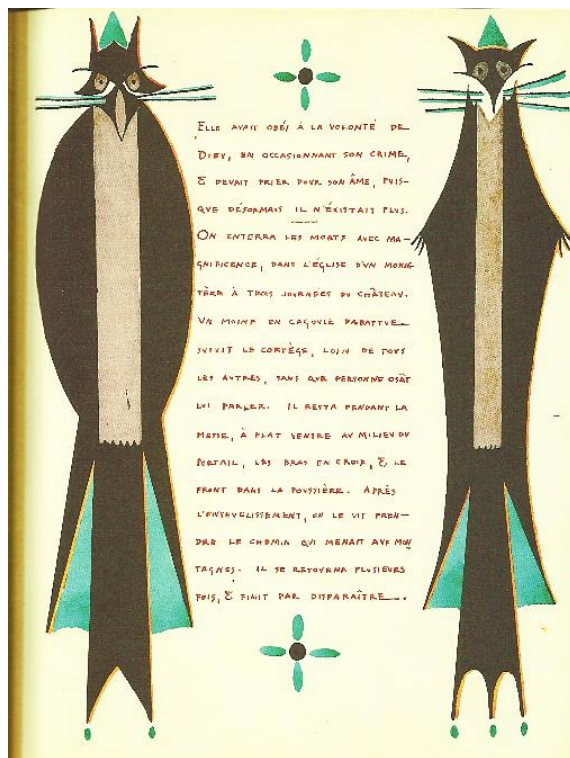 ELLE AVAIT OBÉI À LA VOLONTÉ DE
DIEU, EN OCCASIONNANT SON CRIME,
& DEVAIT PRIER POUR SON ÂME, PUIS-
QUE DÉSORMAIS IL N'EXISTAIT PLUS.
ON ENTERRA LES MORTS AVEC MA-
GNIFICENCE, DANS L'ÉGLISE D'UN MONAS-
TÈRE À TROIS JOURNÉES DU CHÂTEAU.
UN MOINE EN CAGOULE RABATTUE
SUIVIT LE CORTÈGE, LOIN DE TOUS
LES AUTRES, SANS QUE PERSONNE OSÂT
LUI PARLER. IL RESTA PENDANT LA
MESSE, À PLAT VENTRE AU MILIEU DU
PORTAIL, LES BRAS EN CROIX, & LE
FRONT DANS LA POUSSIÈRE. APRÈS
L'ENSEVELISSEMENT, ON LE VIT PREN-
DRE LE CHEMIN QUI MENAIT AUX MON
TAGNES. IL SE RETOURNA PLUSIEURS
FOIS, & FINIT PAR DISPARAÎTRE.